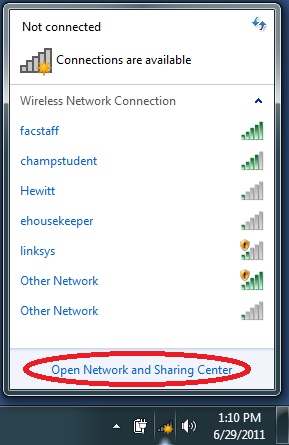 Not connected
Connections are available
Wireless Network Connection
facstaff
champstudent
Hewitt
ehousekeeper
linksys
Other Network
Other Network
Open Network and Sharing Center
1:10 PM
6/29/2011